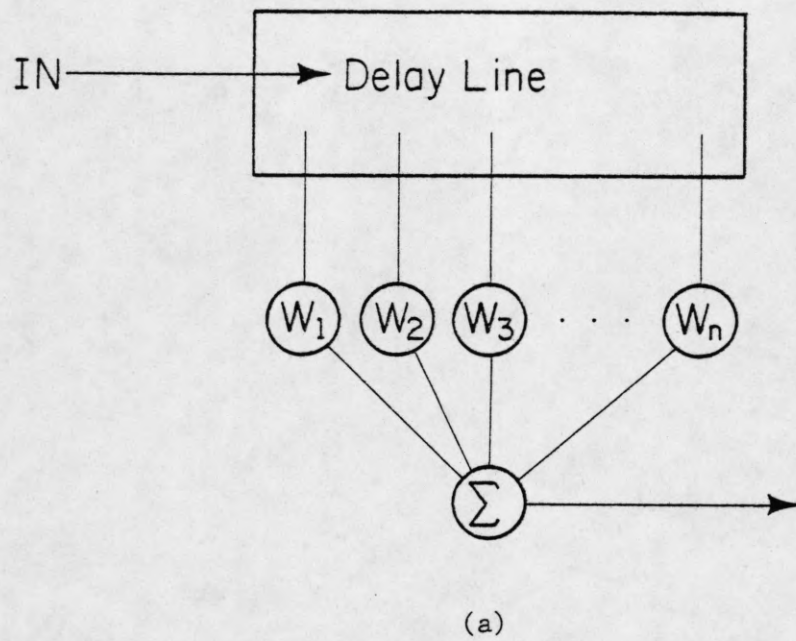 IN Delay Line
W1 W2 W3 . . . Wn
Σ
(a)